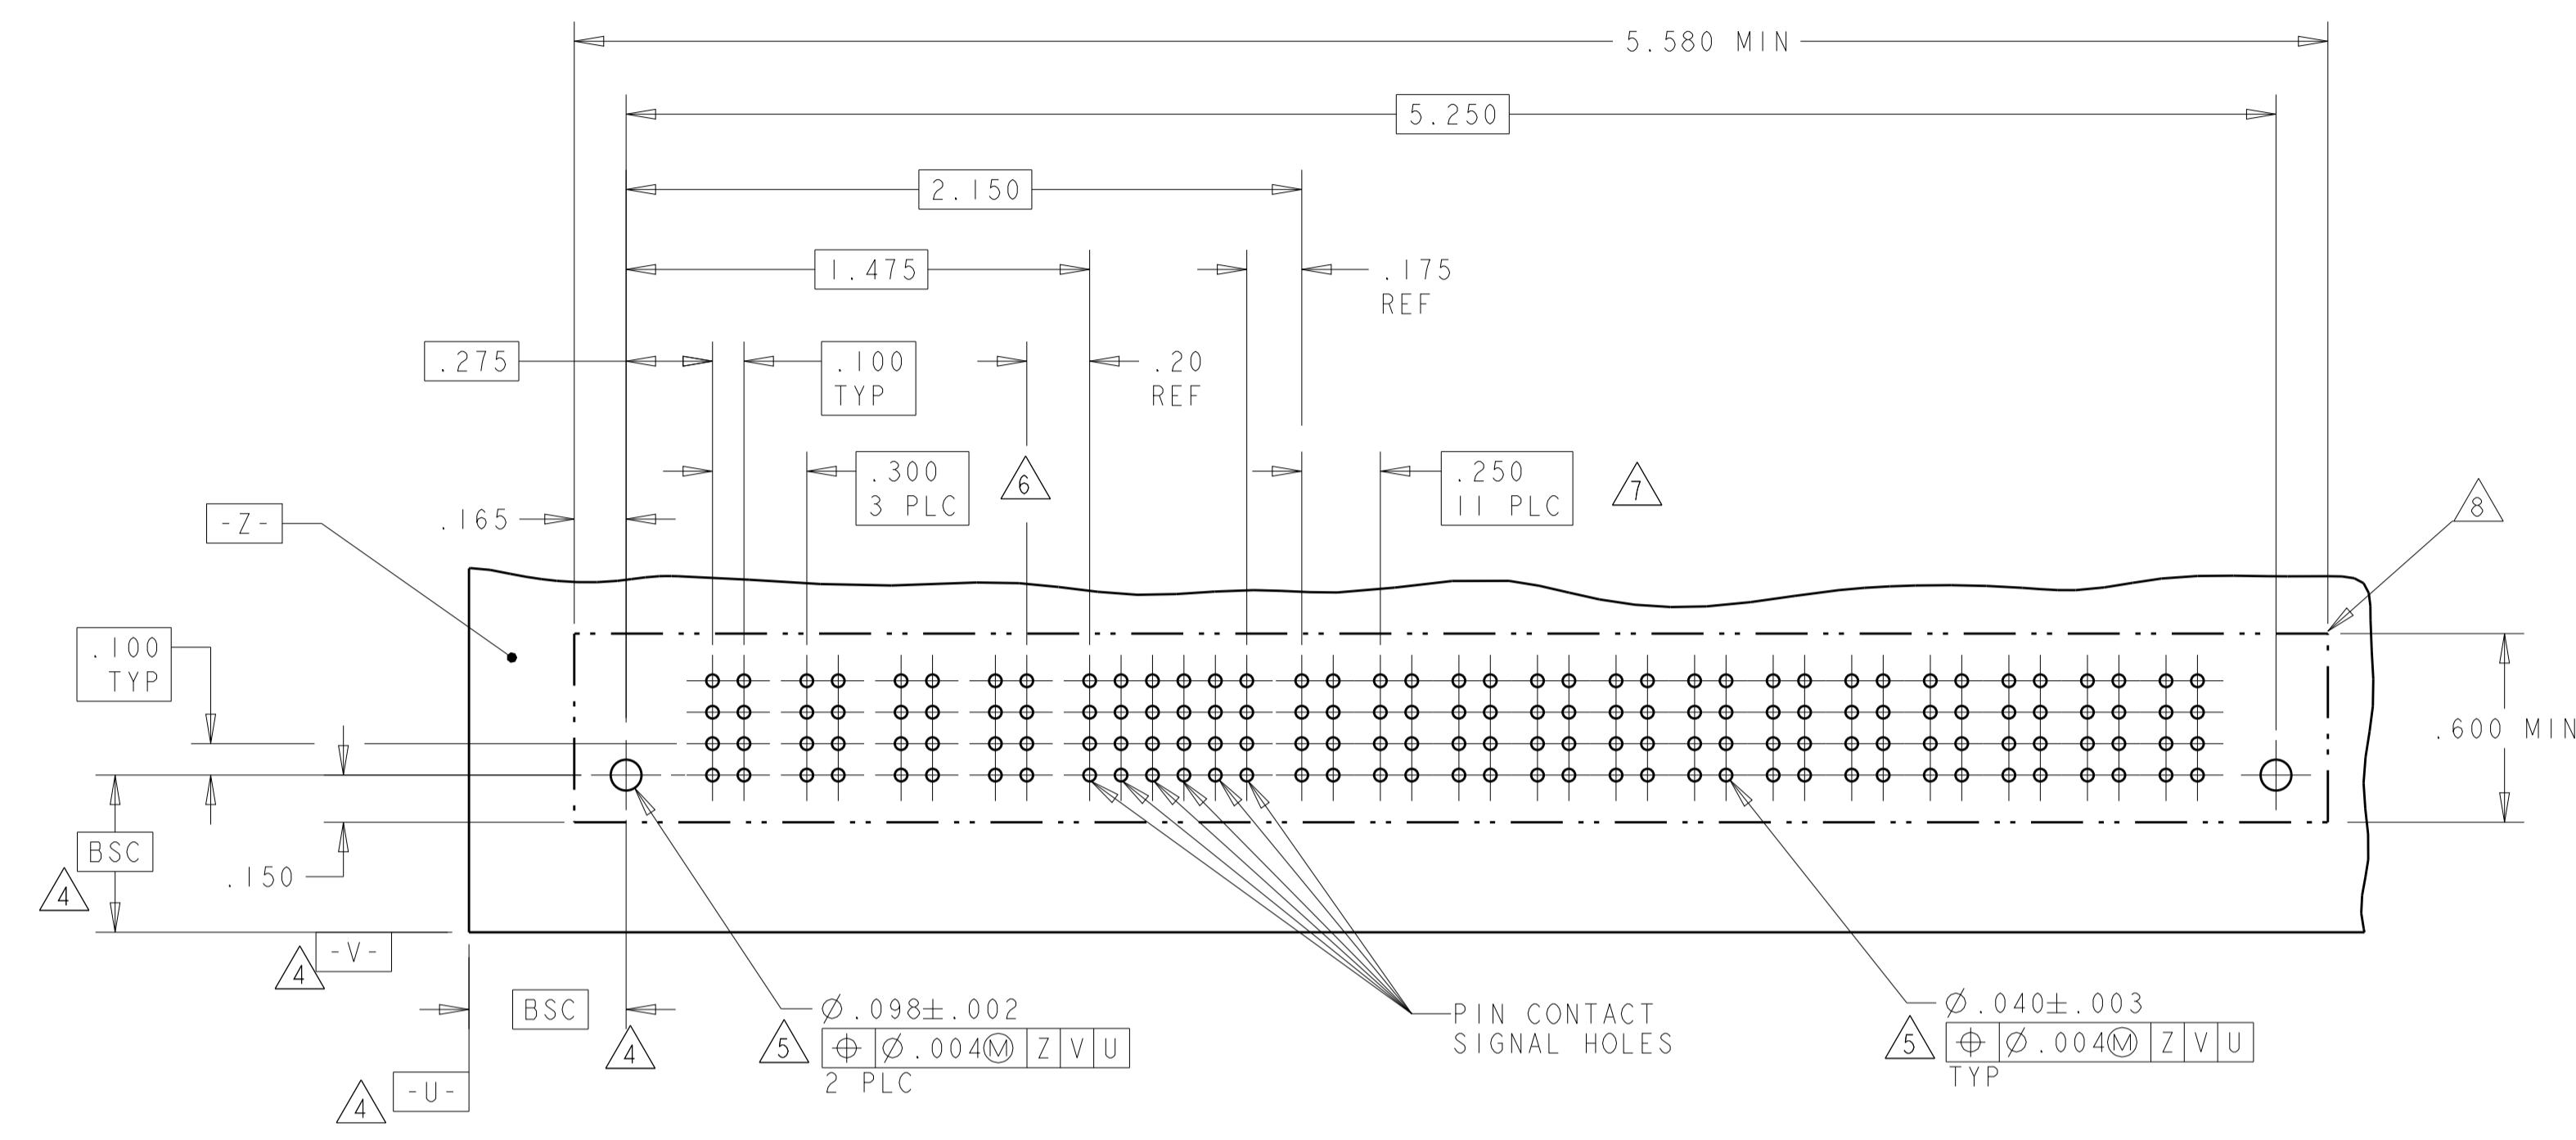 5.580 MIN
5.250
2.150
1.475
.175
REF
.275
.100
TYP
.20
REF
.300
3 PLC
6
.250
11 PLC
7
8
.165
-Z-
.100
TYP
.600 MIN
BSC
4
.150
4
-V-
BSC
4
4
-U-
5
Ø.098±.002
⌖ Ø.004Ⓜ Z V U
2 PLC
PIN CONTACT
SIGNAL HOLES
5
Ø.040±.003
⌖ Ø.004Ⓜ Z V U
TYP